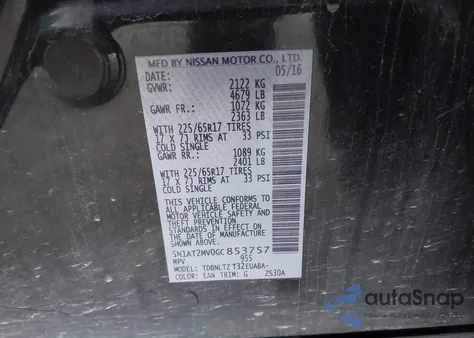 MFD BY NISSAN MOTOR CO., LTD.
DATE: 05/16
GVWR: 2122 KG
4679 LB
GAWR FR.: 1072 KG
2363 LB
WITH 225/65R17 TIRES
17 X 7J RIMS AT 33 PSI
COLD SINGLE
GAWR RR.: 1089 KG
2401 LB
WITH 225/65R17 TIRES
17 X 7J RIMS AT 33 PSI
COLD SINGLE
THIS VEHICLE CONFORMS TO
ALL APPLICABLE FEDERAL
MOTOR VEHICLE SAFETY AND
THEFT PREVENTION
STANDARDS IN EFFECT ON
THE DATE OF MANUFACTURE
SHOWN ABOVE.
5N1AT2MV0GC853757
MPV 955
MODEL: TDBNLTZ T32EUABA-
COLOR: EAN TRIM: G 2S30A
autoSnap